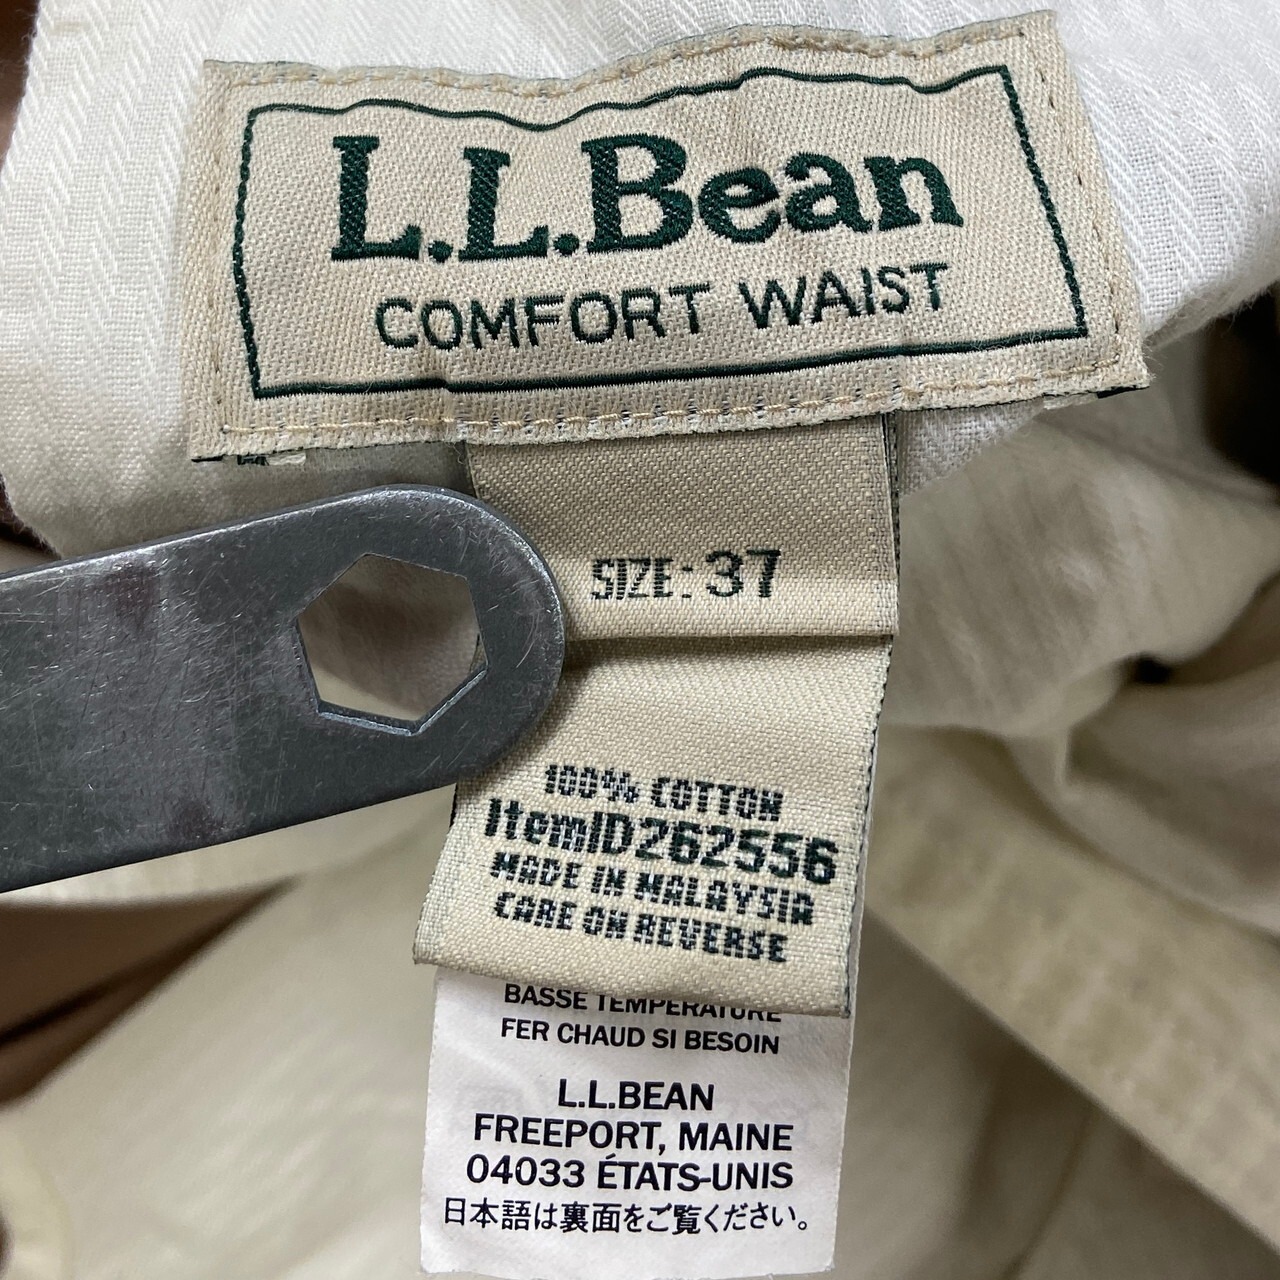 L.L.Bean
COMFORT WAIST
SIZE: 37
100% COTTON
ItemID262556
MADE IN MALAYSIA
CARE ON REVERSE
BASSE TEMPERATURE
FER CHAUD SI BESOIN
L.L.BEAN
FREEPORT, MAINE
04033 ÉTATS-UNIS
日本語は裏面をご覧ください。